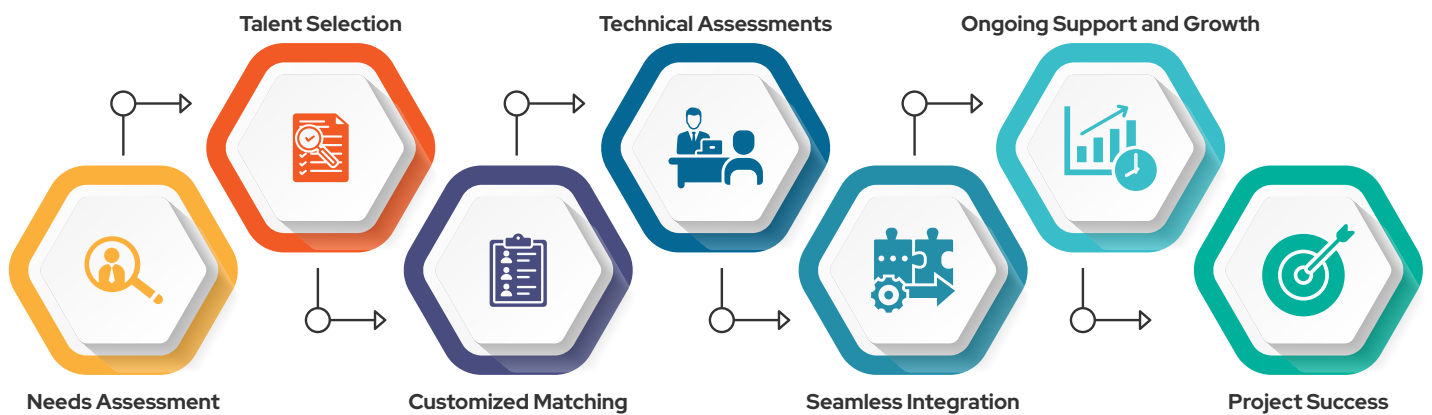 Talent Selection
Technical Assessments
Ongoing Support and Growth
Needs Assessment
Customized Matching
Seamless Integration
Project Success